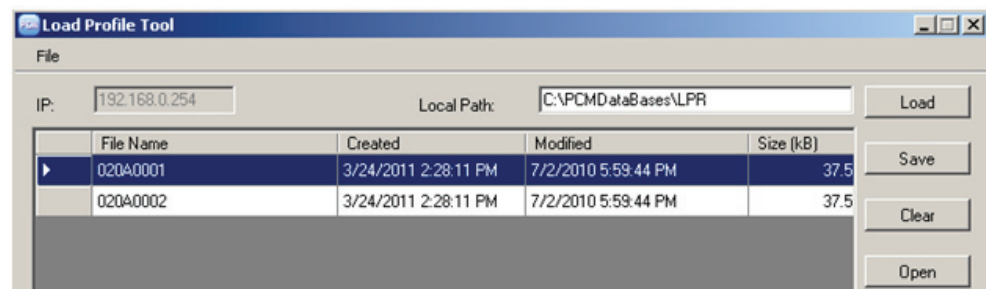 Load Profile Tool
File
IP: 192.168.0.254 Local Path: C:\PCMDataBases\LPR Load
File Name Created Modified Size (kB)
020A0001 3/24/2011 2:28:11 PM 7/2/2010 5:59:44 PM 37.5
Save
020A0002 3/24/2011 2:28:11 PM 7/2/2010 5:59:44 PM 37.5
Clear
Open